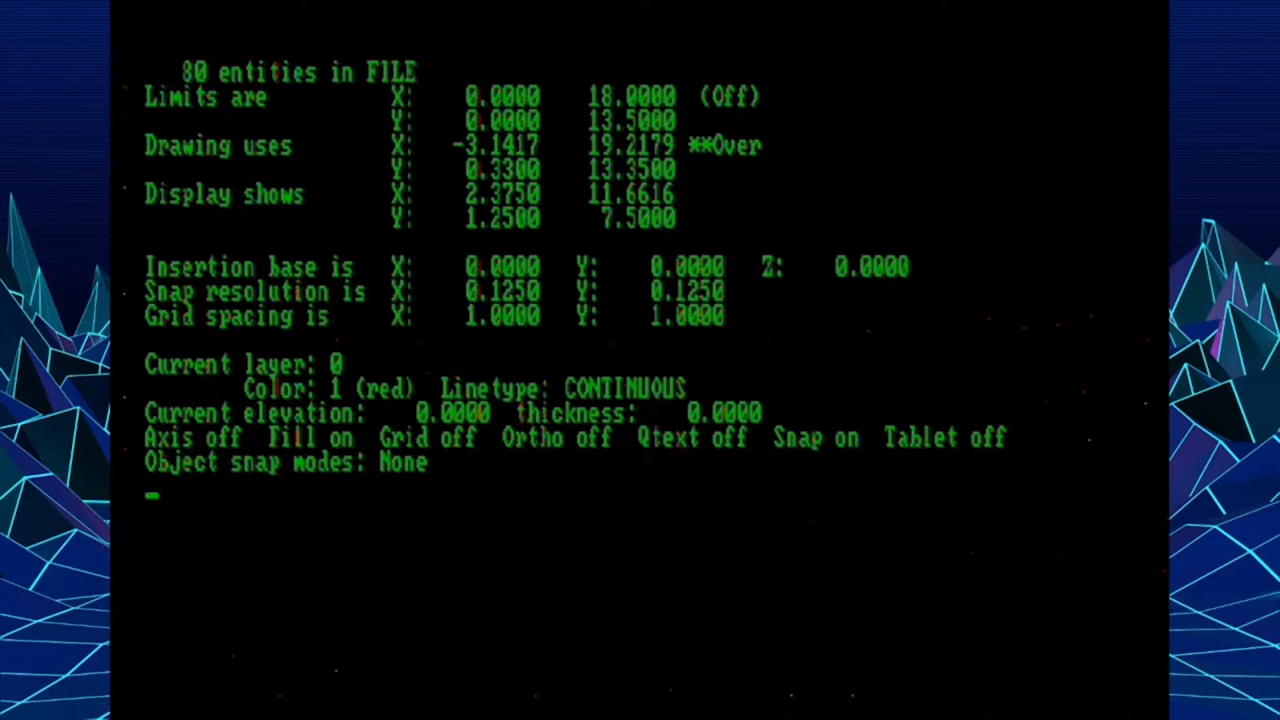 80 entities in FILE
Limits are X: 0.0000 18.0000 (Off)
Y: 0.0000 13.5000
Drawing uses X: -3.1417 19.2179 **Over
Y: 0.3300 13.3500
Display shows X: 2.3750 11.6616
Y: 1.2500 7.5000
Insertion base is X: 0.0000 Y: 0.0000 Z: 0.0000
Snap resolution is X: 0.1250 Y: 0.1250
Grid spacing is X: 1.0000 Y: 1.0000
Current layer: 0
Color: 1 (red) Linetype: CONTINUOUS
Current elevation: 0.0000 thickness: 0.0000
Axis off Fill on Grid off Ortho off Qtext off Snap on Tablet off
Object snap modes: None